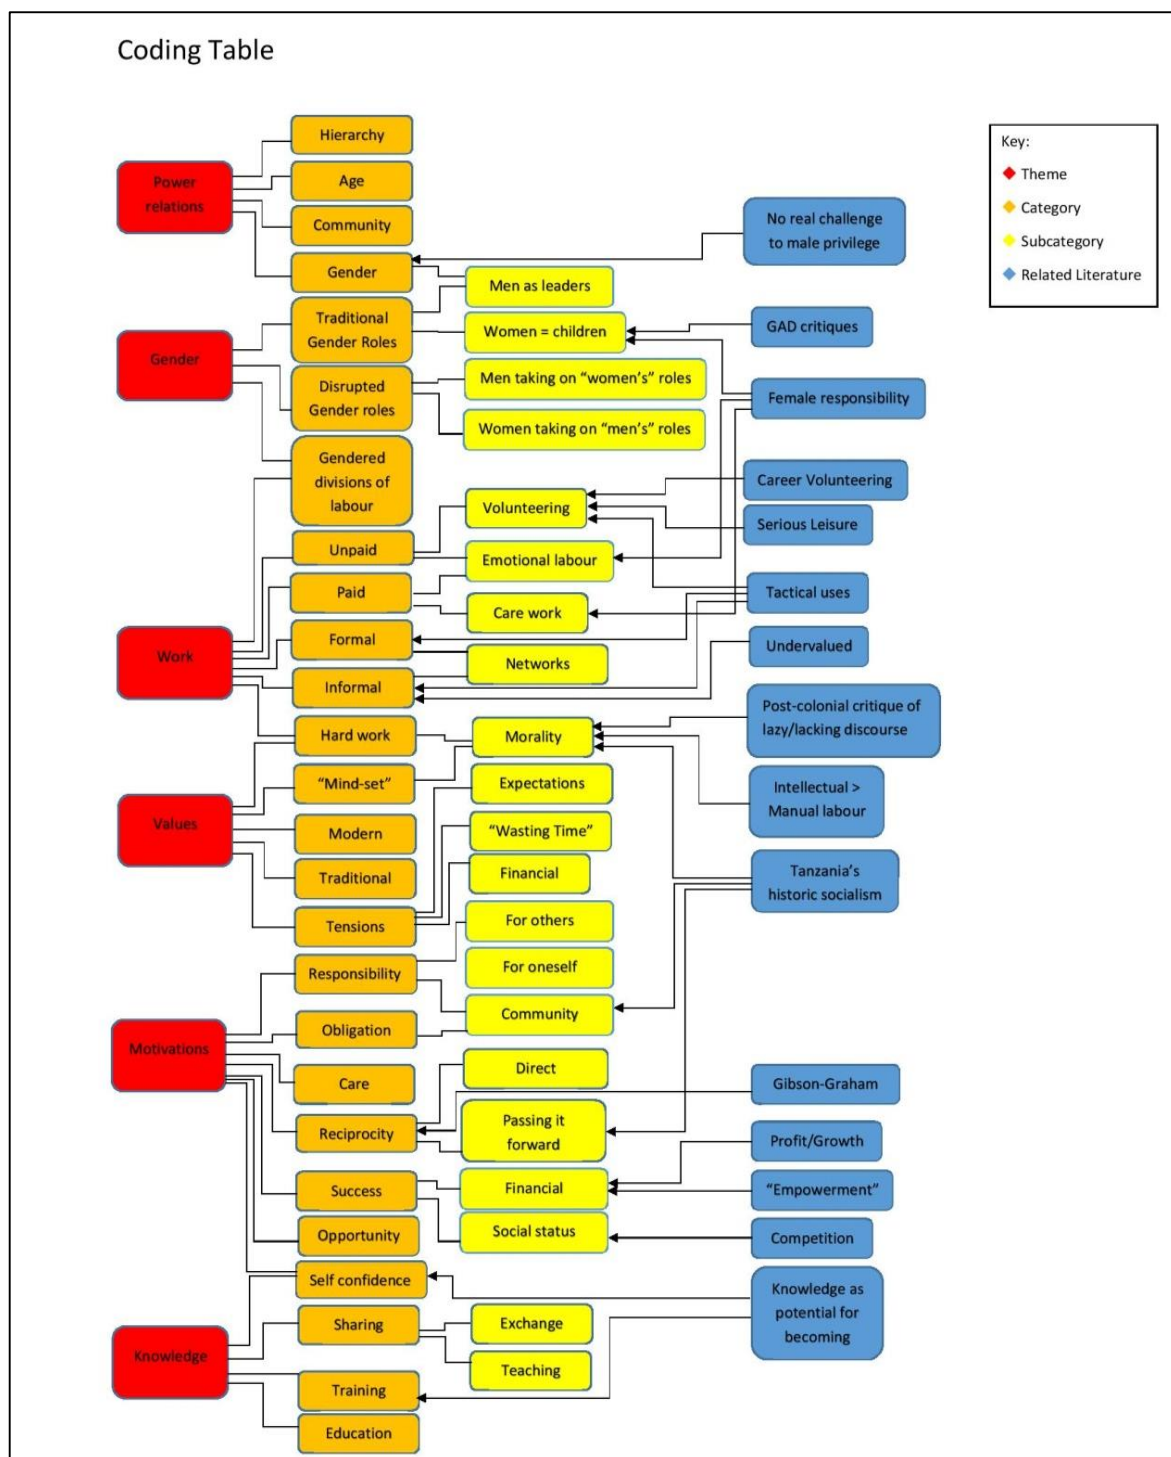 Coding Table
Key:
Theme
Category
Subcategory
Related Literature
Power
relations
Gender
Work
Values
Motivations
Knowledge
Hierarchy
Age
Community
Gender
Traditional
Gender Roles
Disrupted
Gender roles
Gendered
divisions of
labour
Unpaid
Paid
Formal
Informal
Hard work
“Mind-set”
Modern
Traditional
Tensions
Responsibility
Obligation
Care
Reciprocity
Success
Opportunity
Self confidence
Sharing
Training
Education
Men as leaders
Women = children
Men taking on “women’s” roles
Women taking on “men’s” roles
Volunteering
Emotional labour
Care work
Networks
Morality
Expectations
“Wasting Time”
Financial
For others
For oneself
Community
Direct
Passing it
forward
Financial
Social status
Exchange
Teaching
No real challenge
to male privilege
GAD critiques
Female responsibility
Career Volunteering
Serious Leisure
Tactical uses
Undervalued
Post-colonial critique of
lazy/lacking discourse
Intellectual >
Manual labour
Tanzania’s
historic socialism
Gibson-Graham
Profit/Growth
“Empowerment”
Competition
Knowledge as
potential for
becoming